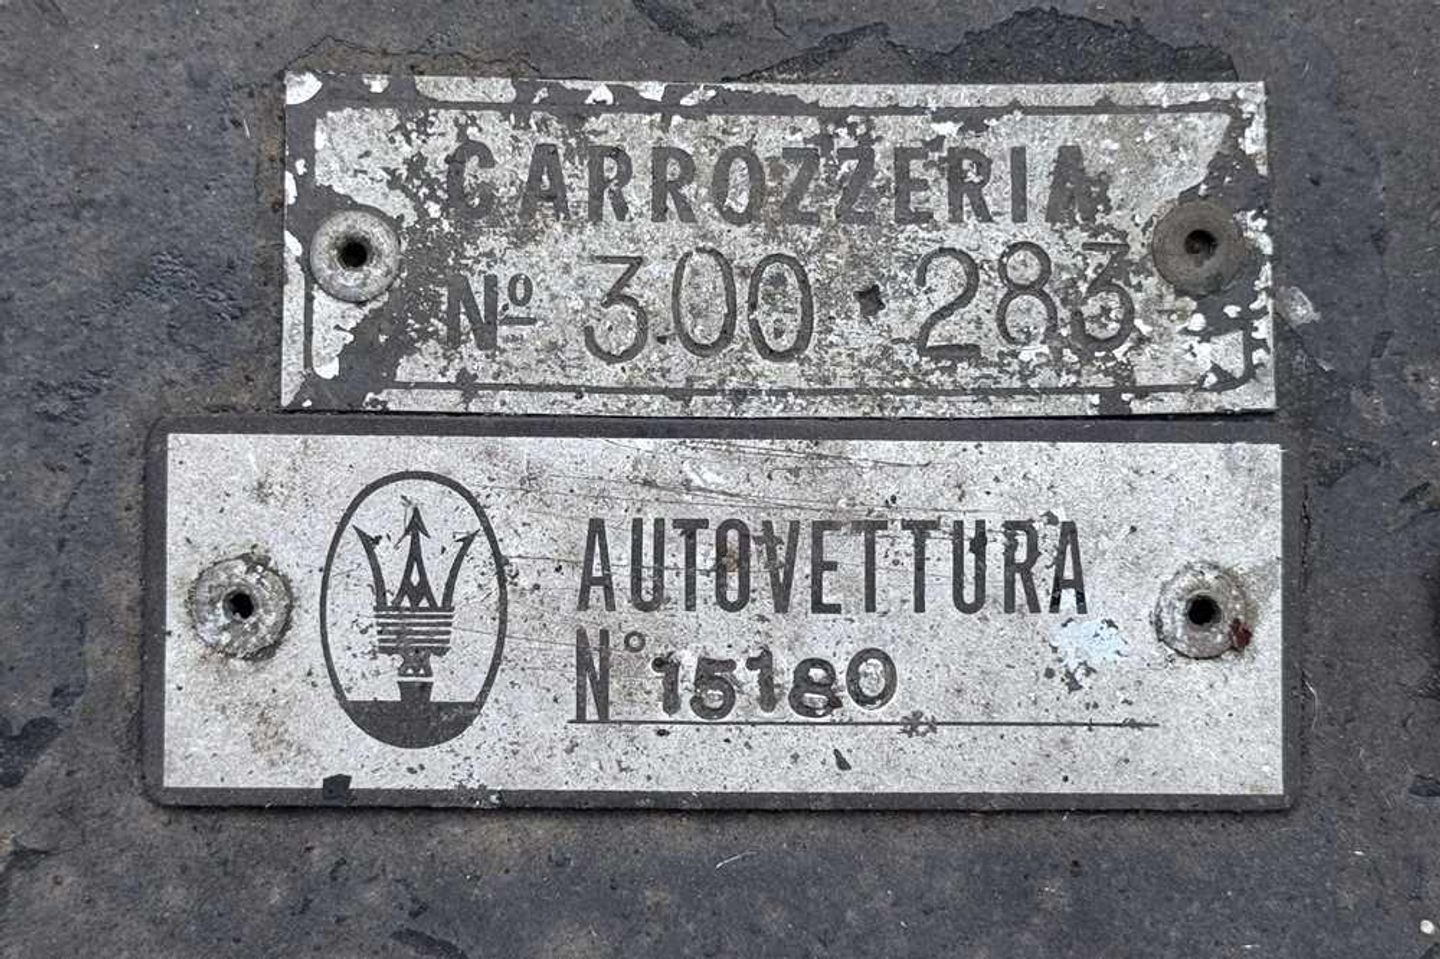 CARROZZERIA
Nº 300·283
AUTOVETTURA
N° 15180